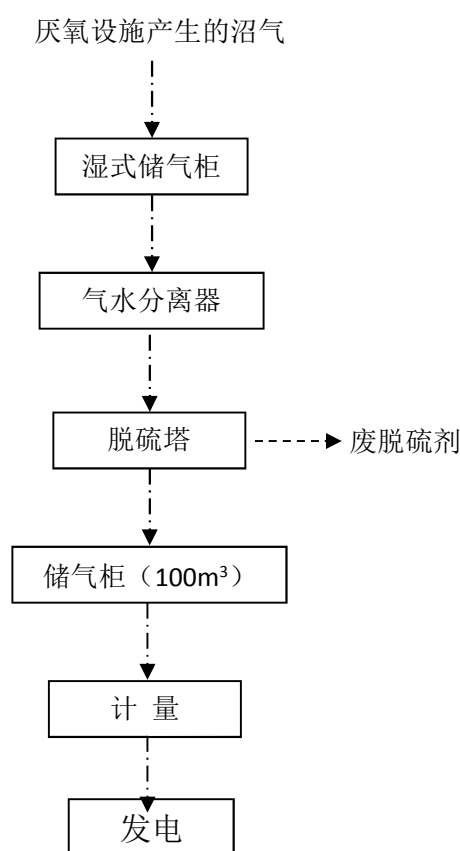 厌氧设施产生的沼气
湿式储气柜
气水分离器
脱硫塔
废脱硫剂
储气柜（100m³）
计 量
发电